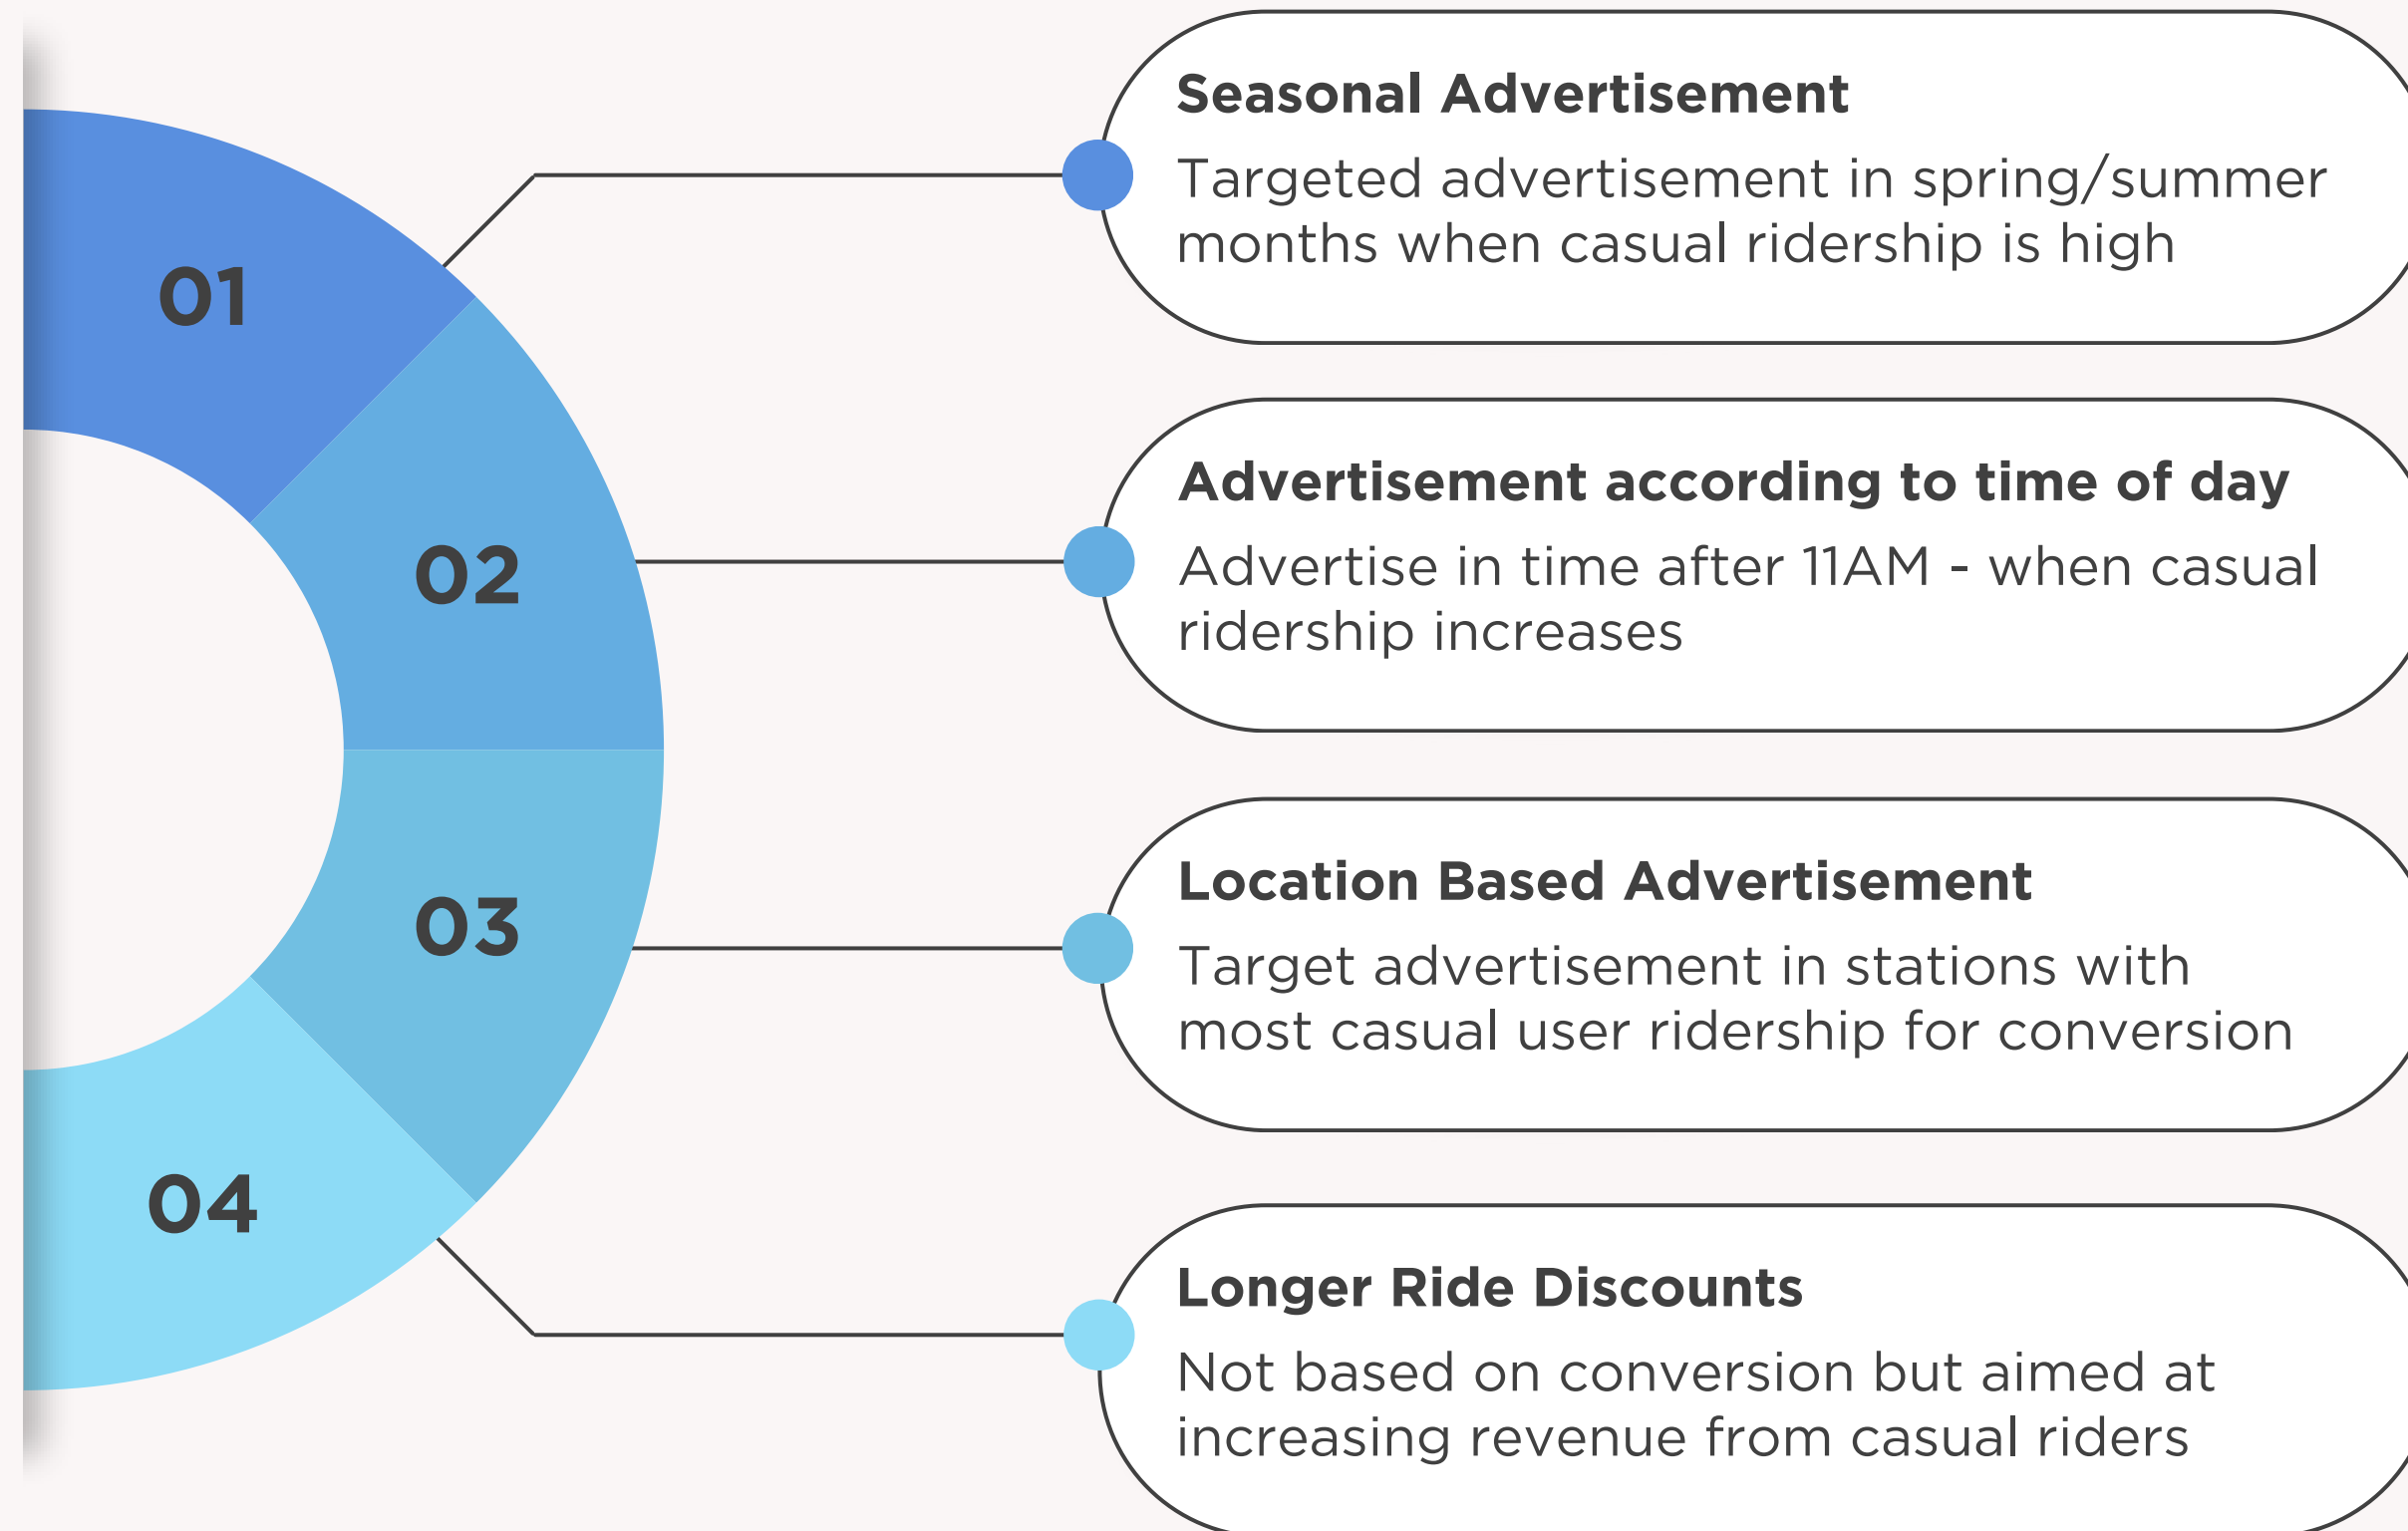 01
Seasonal Advertisement
Targeted advertisement in spring/summer
months when casual ridership is high
02
Advertisement according to time of day
Advertise in time after 11AM - when casual
ridership increases
03
Location Based Advertisement
Target advertisement in stations with
most casual user ridership for conversion
04
Longer Ride Discounts
Not based on conversion but aimed at
increasing revenue from casual riders